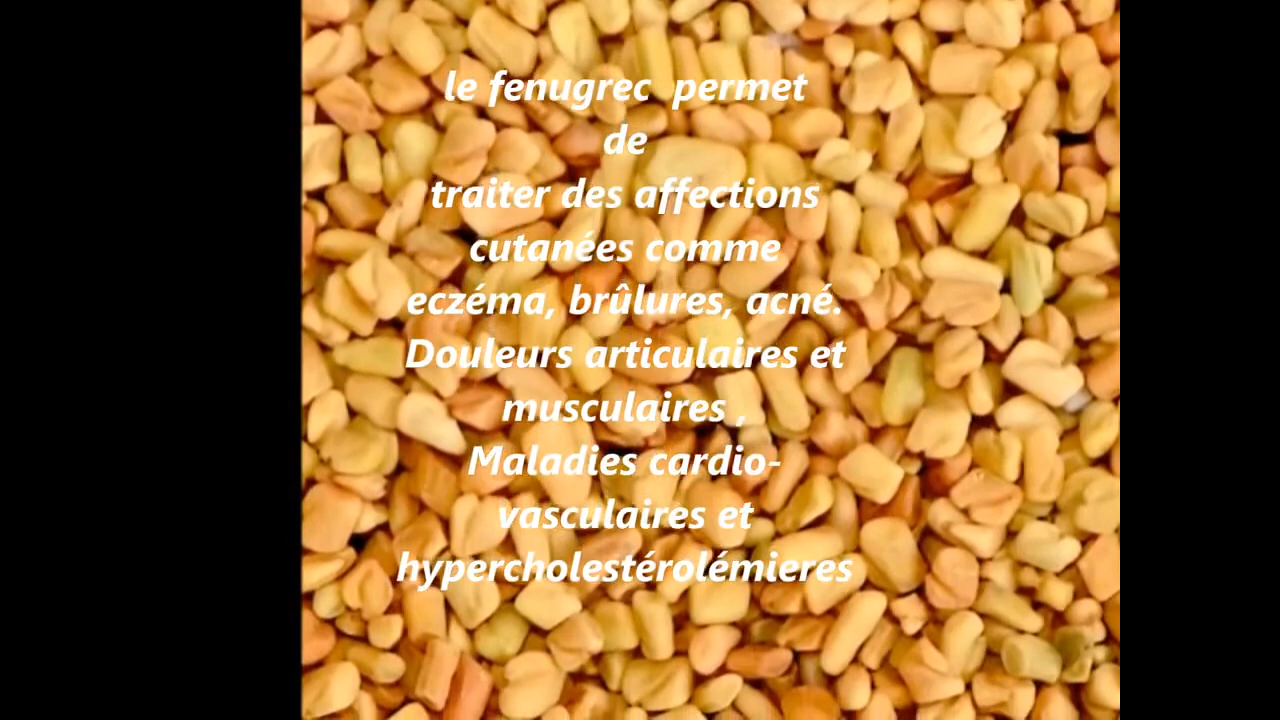 le fenugrec  permet
de
traiter des affections
cutanées comme
eczéma, brûlures, acné.
Douleurs articulaires et
musculaires ,
Maladies cardio-
vasculaires et
hypercholestérolémieres